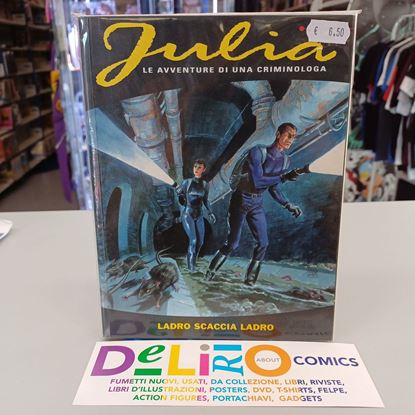 € 6,50
Julia
LE AVVENTURE DI UNA CRIMINOLOGA
LADRO SCACCIA LADRO
DeLiRIO ABOUT COMICS
FUMETTI NUOVI, USATI, DA COLLEZIONE, LIBRI, RIVISTE,
LIBRI D'ILLUSTRAZIONI, POSTERS, DVD, T-SHIRTS, FELPE,
ACTION FIGURES, PORTACHIAVI, GADGETS